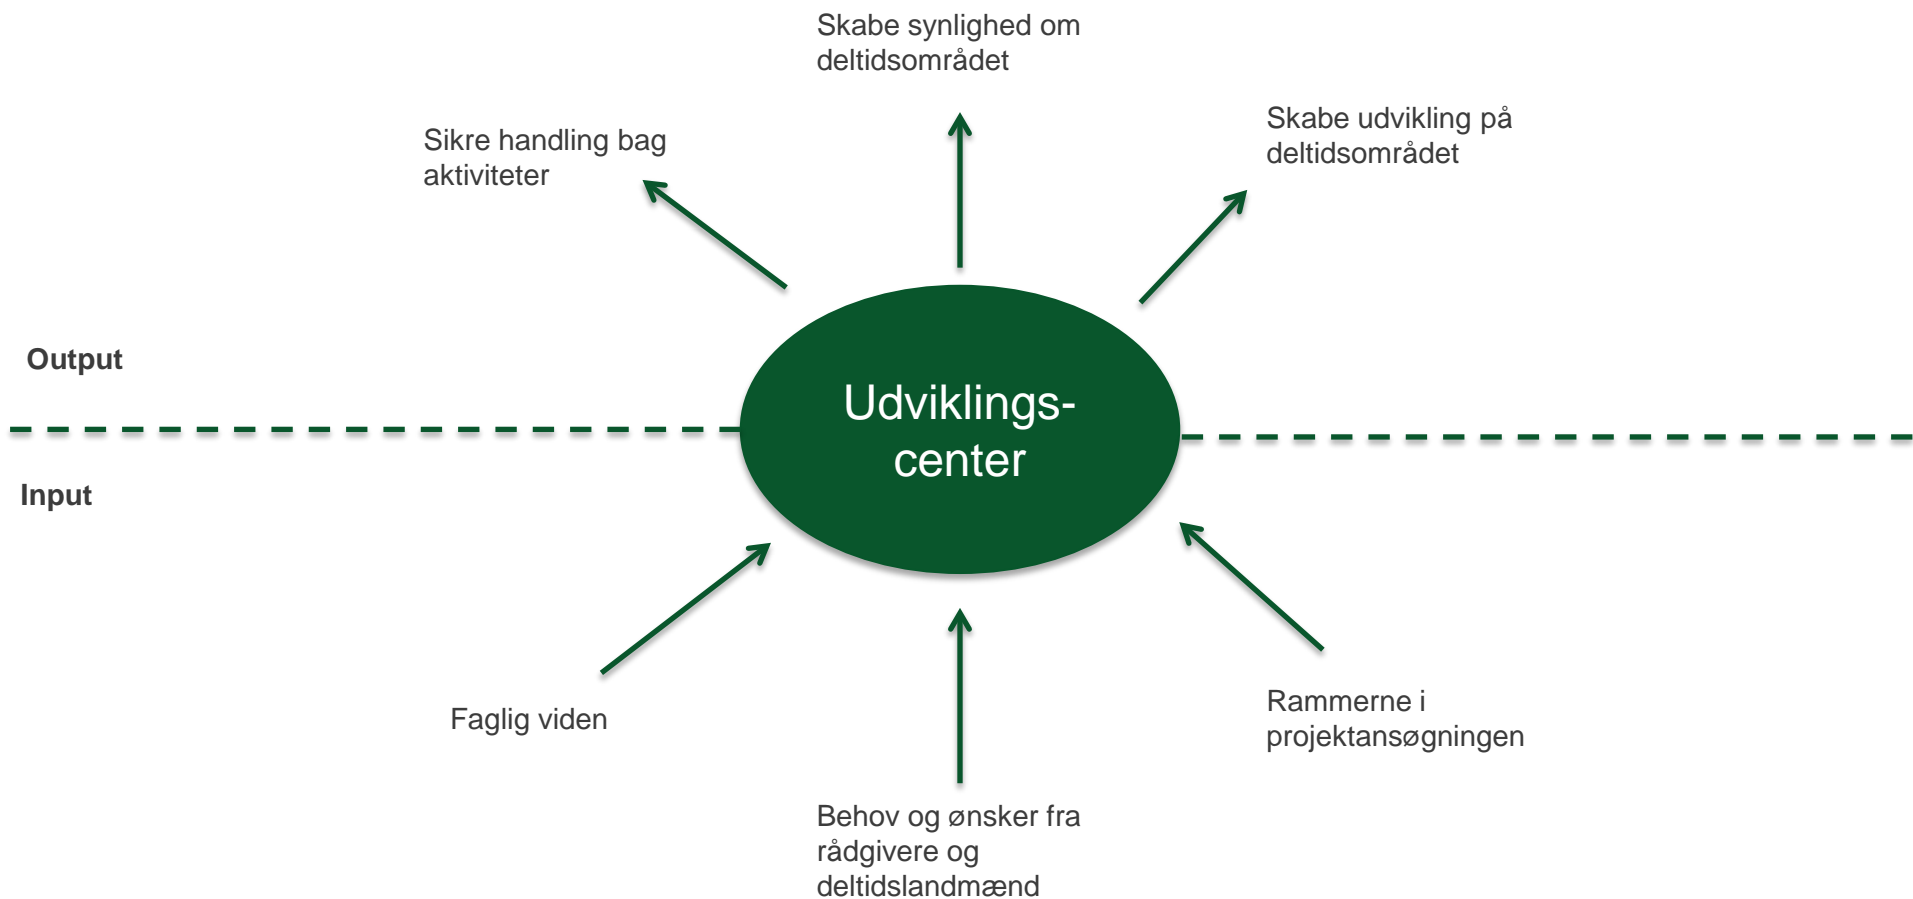 Skabe synlighed om
deltidsområdet
Skabe udvikling på
deltidsområdet
Sikre handling bag
aktiviteter
Output
Udviklings-
center
Input
Faglig viden
Rammerne i
projektansøgningen
Behov og ønsker fra
rådgivere og
deltidslandmænd